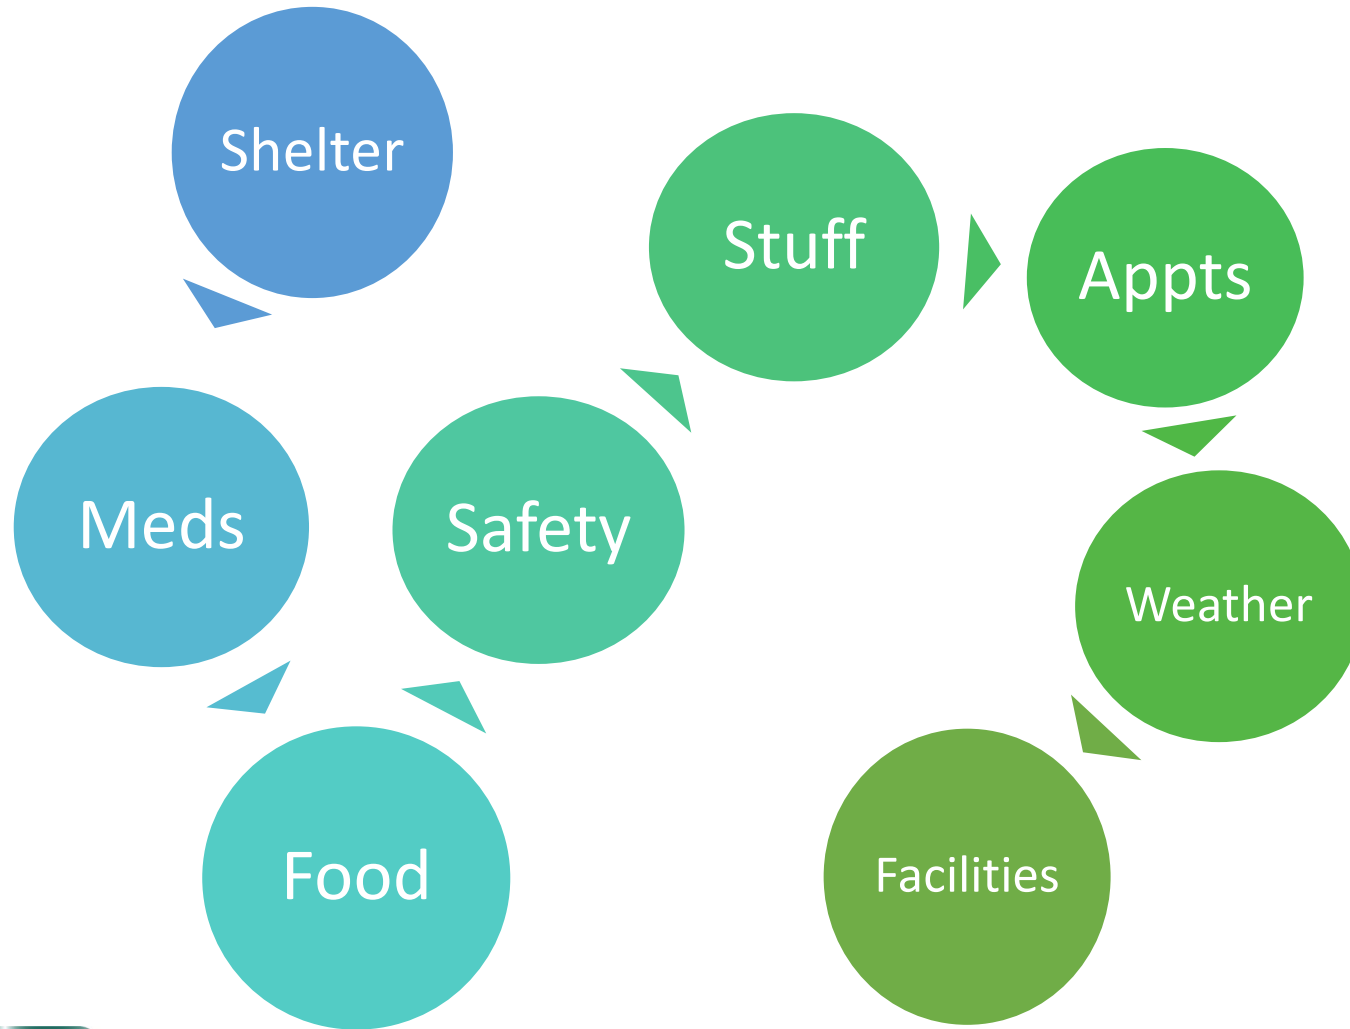 Shelter
Meds
Food
Safety
Stuff
Appts
Weather
Facilities